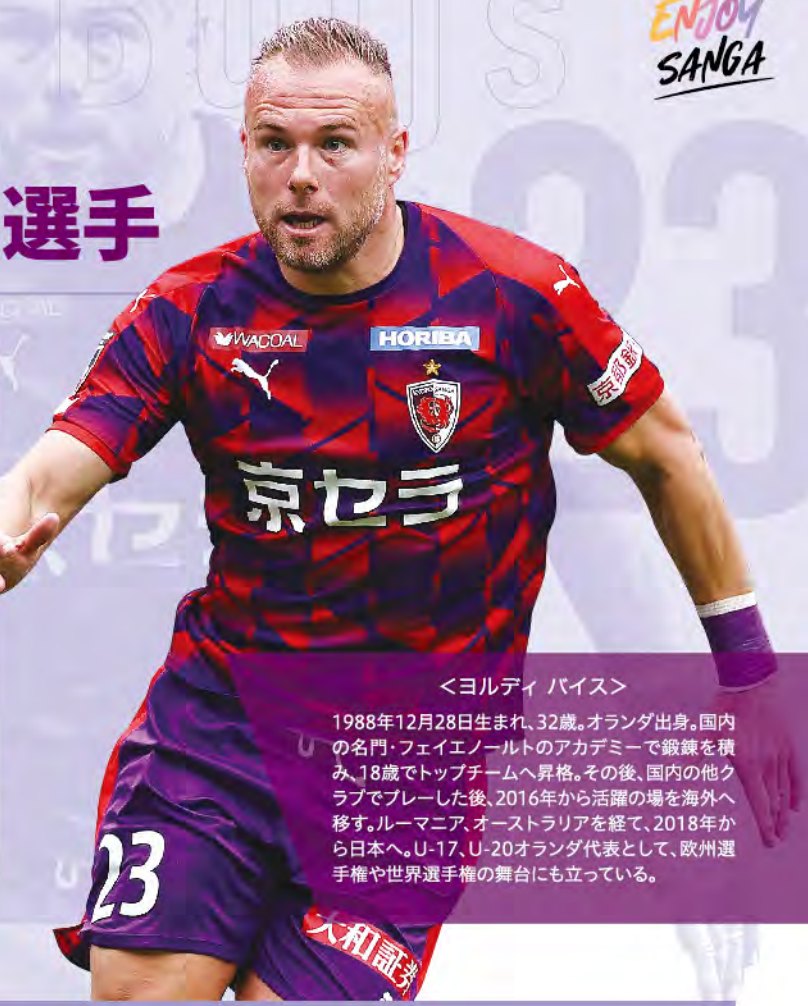 DUUS
ENJOY
SANGA
23
選手
WACOAL
HORIBA
京都銀
KYOTO SANGA
京セラ
<ヨルディ バイス>
1988年12月28日生まれ、32歳。オランダ出身。国内
の名門・フェイエノールトのアカデミーで鍛錬を積
み、18歳でトップチームへ昇格。その後、国内の他ク
ラブでプレーした後、2016年から活躍の場を海外へ
移す。ルーマニア、オーストラリアを経て、2018年か
ら日本へ。U-17、U-20オランダ代表として、欧州選
手権や世界選手権の舞台にも立っている。
23
大和証券